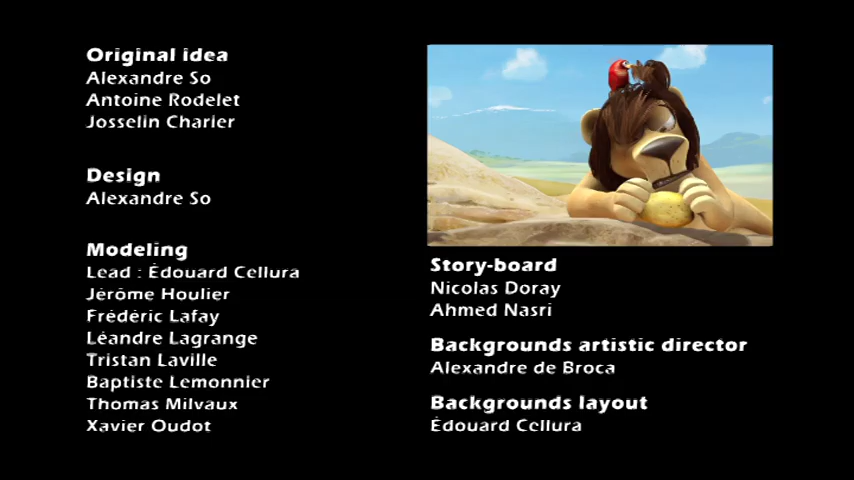 Original idea
Alexandre So
Antoine Rodelet
Josselin Charier
Design
Alexandre So
Modeling
Lead : Édouard Cellura
Jérôme Houlier
Frédéric Lafay
Léandre Lagrange
Tristan Laville
Baptiste Lemonnier
Thomas Milvaux
Xavier Oudot
Story-board
Nicolas Doray
Ahmed Nasri
Backgrounds artistic director
Alexandre de Broca
Backgrounds layout
Édouard Cellura